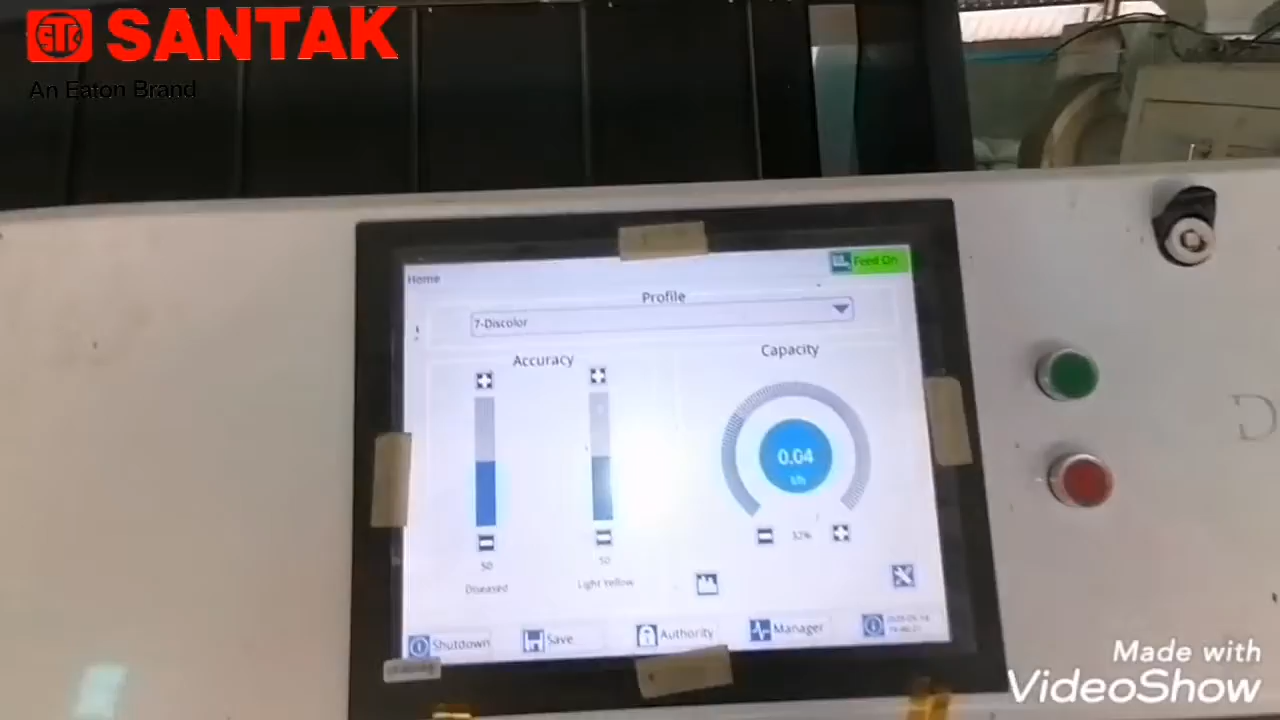 SANTAK
An Eaton Brand
Home
Feed On
Profile
7-Discolor
Accuracy
Capacity
0.04
t/h
32%
50
50
Diseased
Light Yellow
Shutdown
Save
Authority
Manager
Made with
VideoShow